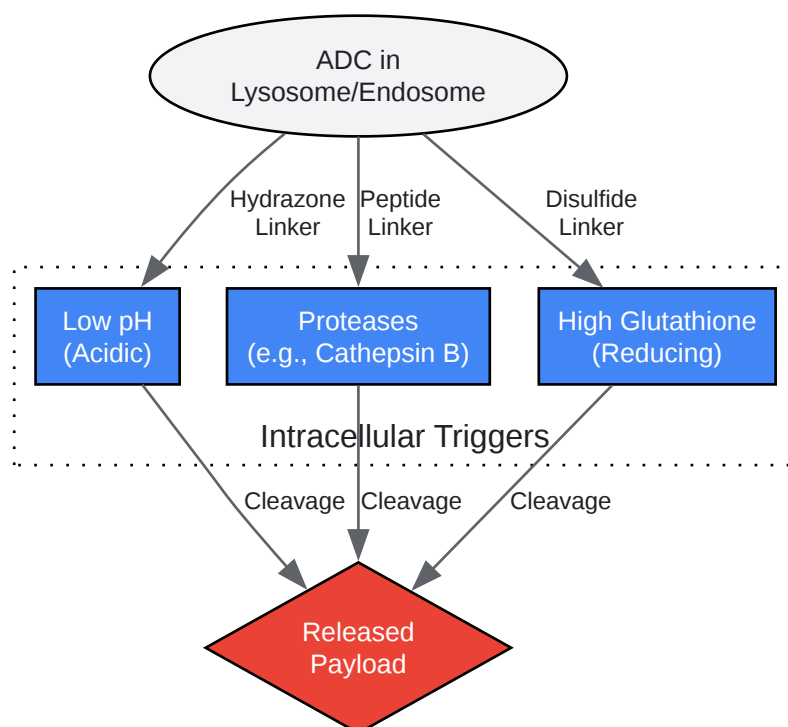 ADC in
Lysosome/Endosome
Hydrazone
Linker
Peptide
Linker
Disulfide
Linker
Low pH
(Acidic)
Proteases
(e.g., Cathepsin B)
High Glutathione
(Reducing)
Intracellular Triggers
Cleavage
Cleavage
Cleavage
Released
Payload